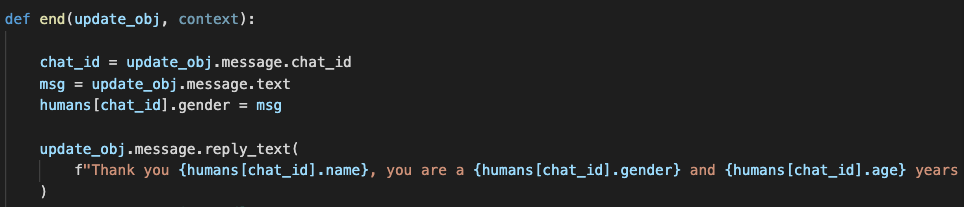 def end(update_obj, context):
chat_id = update_obj.message.chat_id
msg = update_obj.message.text
humans[chat_id].gender = msg
update_obj.message.reply_text(
f"Thank you {humans[chat_id].name}, you are a {humans[chat_id].gender} and {humans[chat_id].age} years
)